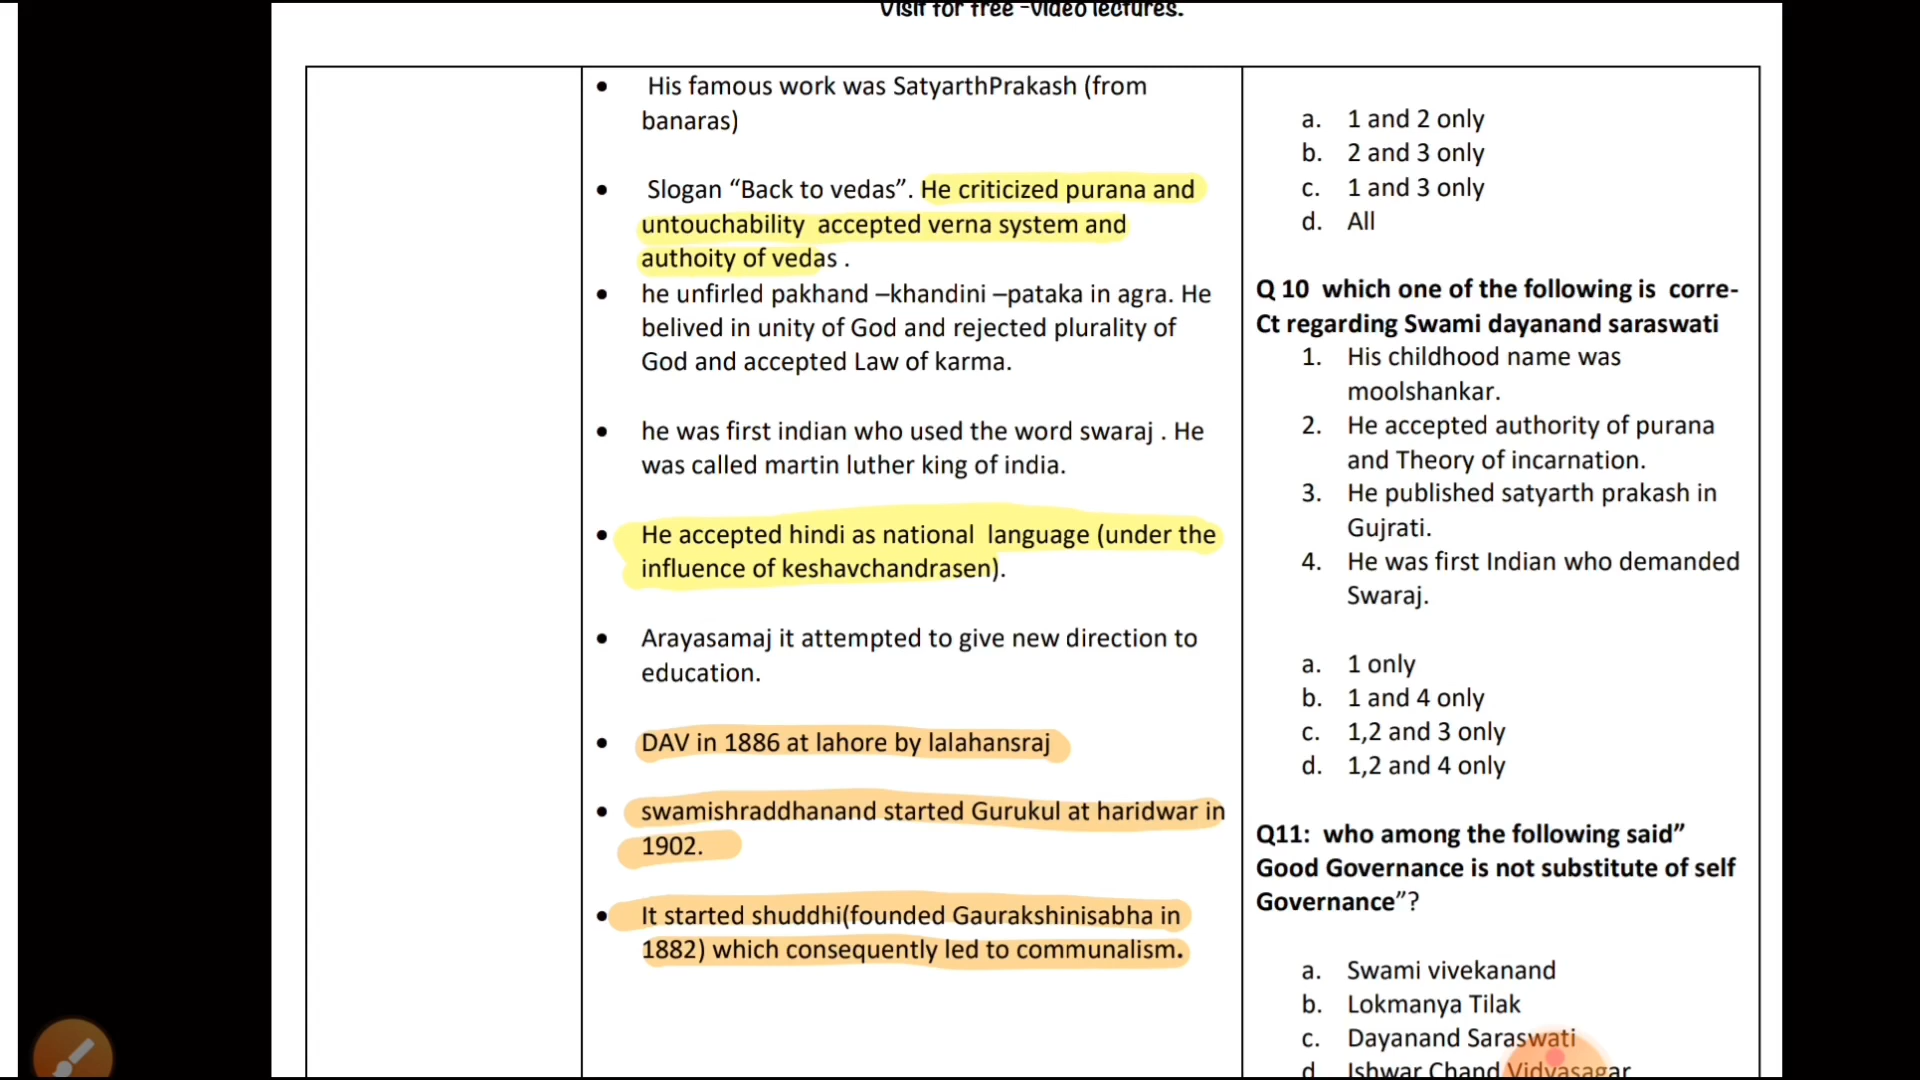 Visit for free -video lectures.
His famous work was SatyarthPrakash (from
banaras)
Slogan “Back to vedas”. He criticized purana and
untouchability accepted verna system and
authoity of vedas .
he unfirled pakhand –khandini –pataka in agra. He
belived in unity of God and rejected plurality of
God and accepted Law of karma.
he was first indian who used the word swaraj . He
was called martin luther king of india.
He accepted hindi as national language (under the
influence of keshavchandrasen).
Arayasamaj it attempted to give new direction to
education.
DAV in 1886 at lahore by lalahansraj
swamishraddhanand started Gurukul at haridwar in
1902.
It started shuddhi(founded Gaurakshinisabha in
1882) which consequently led to communalism.
a. 1 and 2 only
b. 2 and 3 only
c. 1 and 3 only
d. All
Q 10 which one of the following is corre-
Ct regarding Swami dayanand saraswati
1. His childhood name was
moolshankar.
2. He accepted authority of purana
and Theory of incarnation.
3. He published satyarth prakash in
Gujrati.
4. He was first Indian who demanded
Swaraj.
a. 1 only
b. 1 and 4 only
c. 1,2 and 3 only
d. 1,2 and 4 only
Q11: who among the following said”
Good Governance is not substitute of self
Governance”?
a. Swami vivekanand
b. Lokmanya Tilak
c. Dayanand Saraswati
d Ishwar Chand Vidyasagar